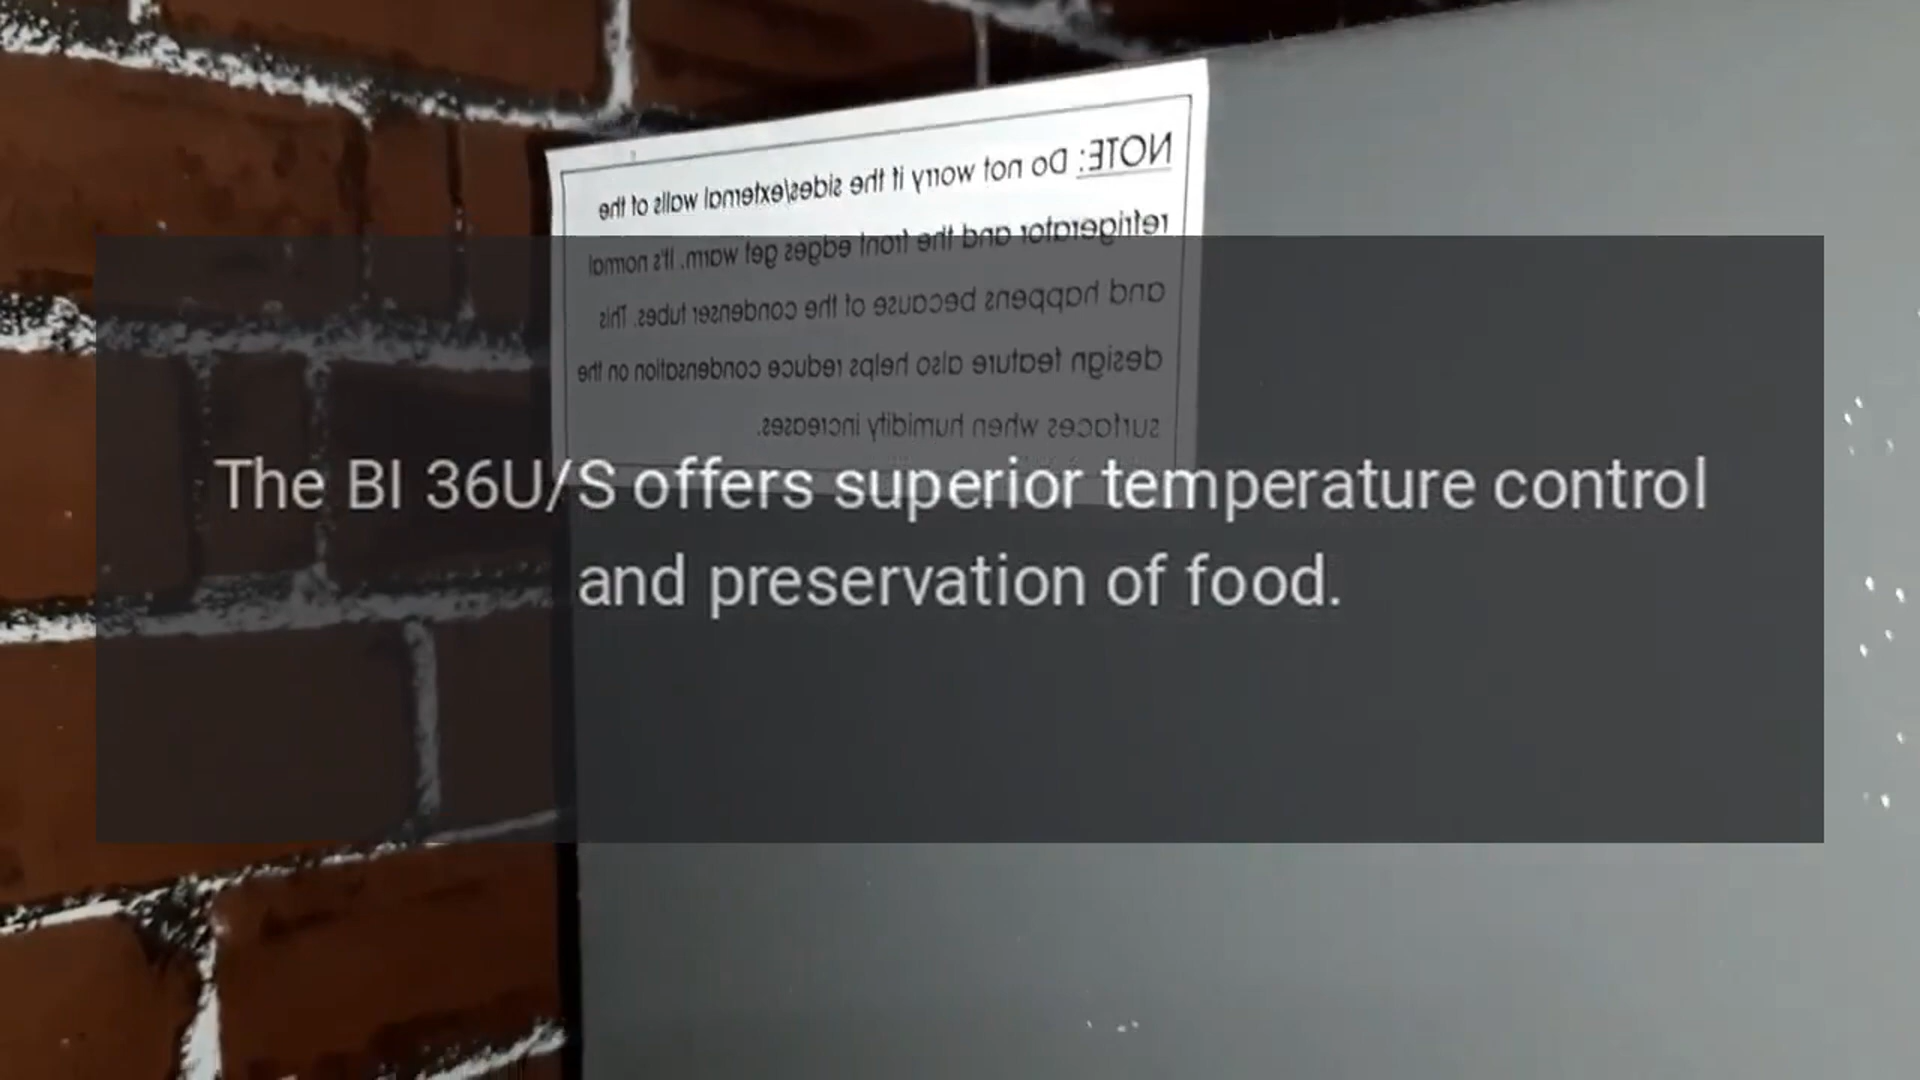 NOTE: Do not worry if the sides/external walls of the
refrigerator and the front edges get warm. It's normal
and happens because of the condenser tubes. This
design feature also helps reduce condensation on the
surfaces when humidity increases.
The BI 36U/S offers superior temperature control
and preservation of food.